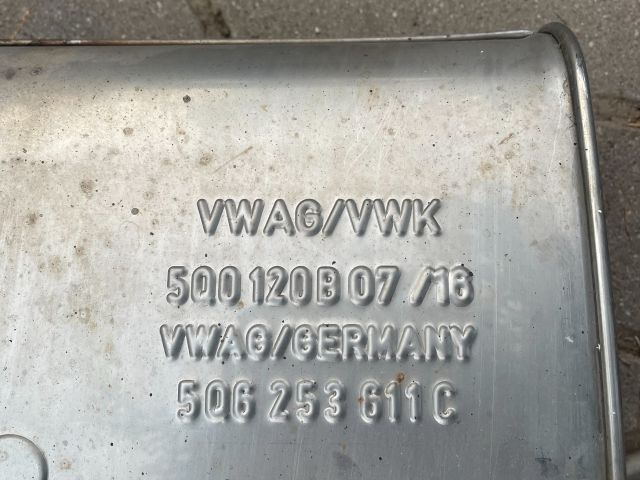 VWAG/VWK
5Q0 120B 07/16
VWAG/GERMANY
5Q6 253 611 C